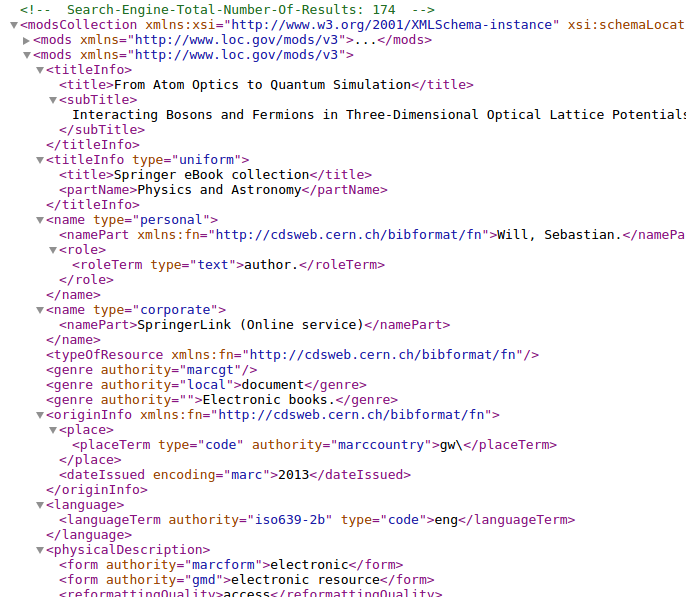 <!--  Search-Engine-Total-Number-Of-Results: 174  -->
<modsCollection xmlns:xsi="http://www.w3.org/2001/XMLSchema-instance" xsi:schemaLocat
<mods xmlns="http://www.loc.gov/mods/v3">...</mods>
<mods xmlns="http://www.loc.gov/mods/v3">
<titleInfo>
<title>From Atom Optics to Quantum Simulation</title>
<subTitle>
Interacting Bosons and Fermions in Three-Dimensional Optical Lattice Potentials
</subTitle>
</titleInfo>
<titleInfo type="uniform">
<title>Springer eBook collection</title>
<partName>Physics and Astronomy</partName>
</titleInfo>
<name type="personal">
<namePart xmlns:fn="http://cdsweb.cern.ch/bibformat/fn">Will, Sebastian.</namePa
<role>
<roleTerm type="text">author.</roleTerm>
</role>
</name>
<name type="corporate">
<namePart>SpringerLink (Online service)</namePart>
</name>
<typeOfResource xmlns:fn="http://cdsweb.cern.ch/bibformat/fn"/>
<genre authority="marcgt"/>
<genre authority="local">document</genre>
<genre authority="">Electronic books.</genre>
<originInfo xmlns:fn="http://cdsweb.cern.ch/bibformat/fn">
<place>
<placeTerm type="code" authority="marccountry">gw\</placeTerm>
</place>
<dateIssued encoding="marc">2013</dateIssued>
</originInfo>
<language>
<languageTerm authority="iso639-2b" type="code">eng</languageTerm>
</language>
<physicalDescription>
<form authority="marcform">electronic</form>
<form authority="gmd">electronic resource</form>
<reformattingQuality>access</reformattingQuality>